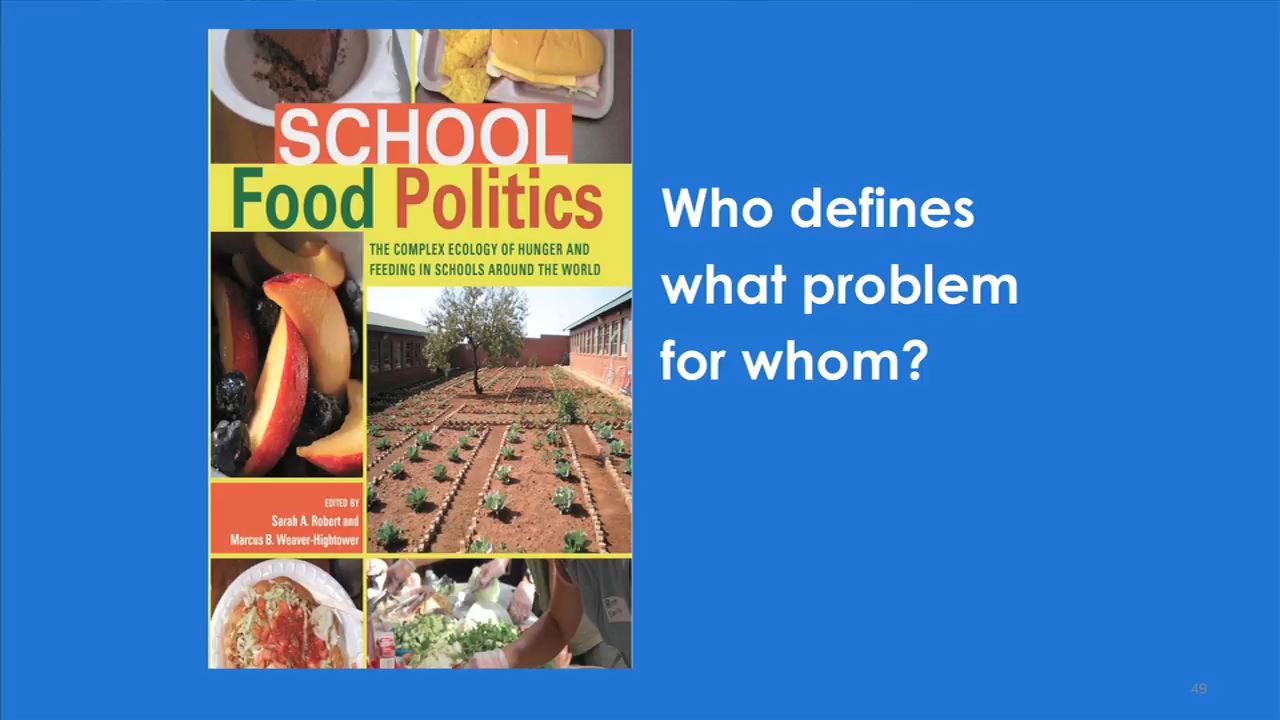 SCHOOL
Food Politics
THE COMPLEX ECOLOGY OF HUNGER AND
FEEDING IN SCHOOLS AROUND THE WORLD
EDITED BY
Sarah A. Robert and
Marcus B. Weaver-Hightower
Who defines
what problem
for whom?
49